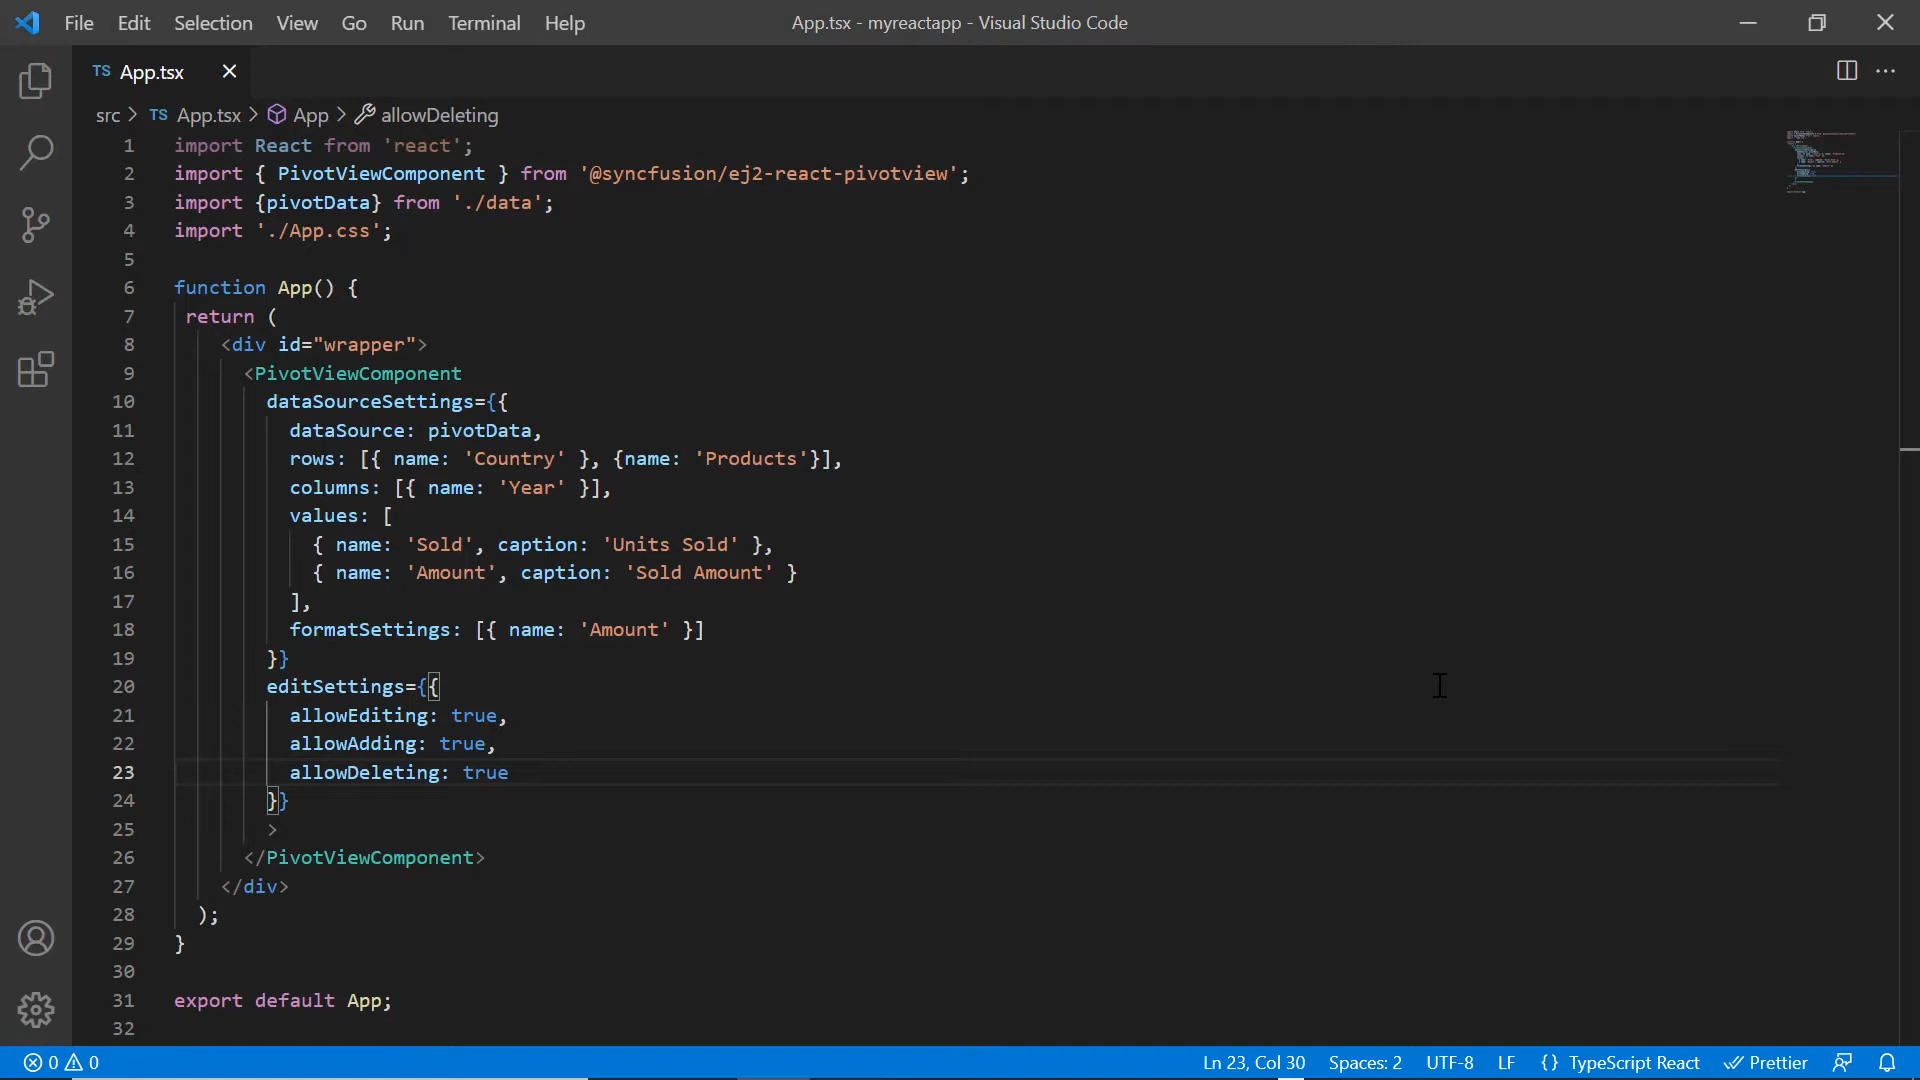 File Edit Selection View Go Run Terminal Help App.tsx - myreactapp - Visual Studio Code
TS App.tsx
src > TS App.tsx > App > allowDeleting
1 import React from 'react';
2 import { PivotViewComponent } from '@syncfusion/ej2-react-pivotview';
3 import {pivotData} from './data';
4 import './App.css';
5
6 function App() {
7 return (
8 <div id="wrapper">
9 <PivotViewComponent
10 dataSourceSettings={{
11 dataSource: pivotData,
12 rows: [{ name: 'Country' }, {name: 'Products'}],
13 columns: [{ name: 'Year' }],
14 values: [
15 { name: 'Sold', caption: 'Units Sold' },
16 { name: 'Amount', caption: 'Sold Amount' }
17 ],
18 formatSettings: [{ name: 'Amount' }]
19 }}
20 editSettings={{
21 allowEditing: true,
22 allowAdding: true,
23 allowDeleting: true
24 }}
25 >
26 </PivotViewComponent>
27 </div>
28 );
29 }
30
31 export default App;
32
0 0 Ln 23, Col 30 Spaces: 2 UTF-8 LF {} TypeScript React Prettier